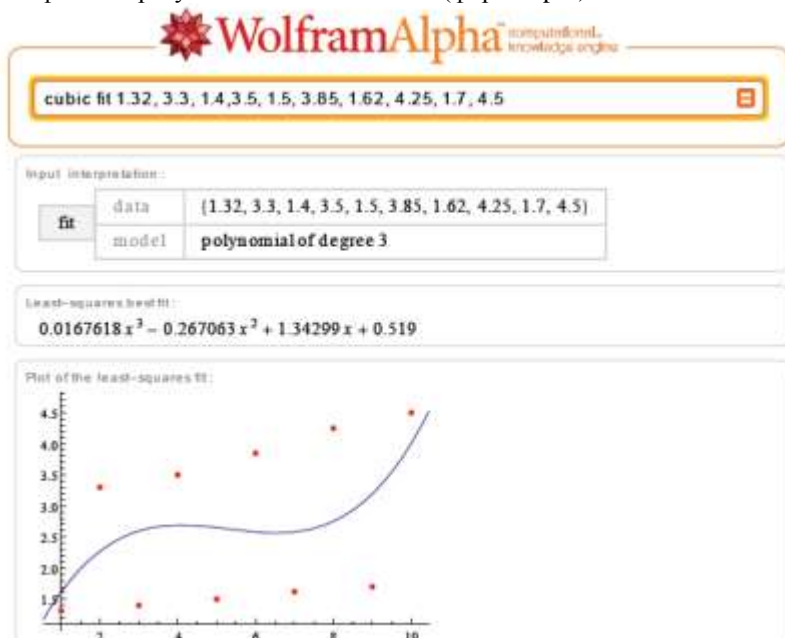 WolframAlpha computational knowledge engine
cubic fit 1.32, 3.3, 1.4,3.5, 1.5, 3.85, 1.62, 4.25, 1.7, 4.5
Input interpretation:
fit
data {1.32, 3.3, 1.4, 3.5, 1.5, 3.85, 1.62, 4.25, 1.7, 4.5}
model polynomial of degree 3
Least-squares best fit:
0.0167618 x³ − 0.267063 x² + 1.34299 x + 0.519
Plot of the least-squares fit:
4.5
4.0
3.5
3.0
2.5
2.0
1.5
2 4 6 8 10